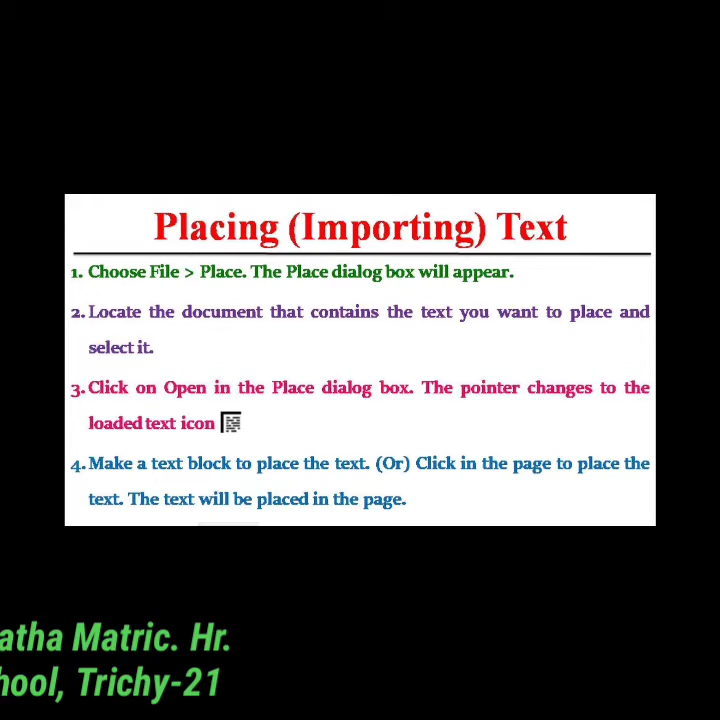 Placing (Importing) Text
1. Choose File > Place. The Place dialog box will appear.
2. Locate the document that contains the text you want to place and
select it.
3. Click on Open in the Place dialog box. The pointer changes to the
loaded text icon
4. Make a text block to place the text. (Or) Click in the page to place the
text. The text will be placed in the page.
Matric. Hr.
Trichy-21